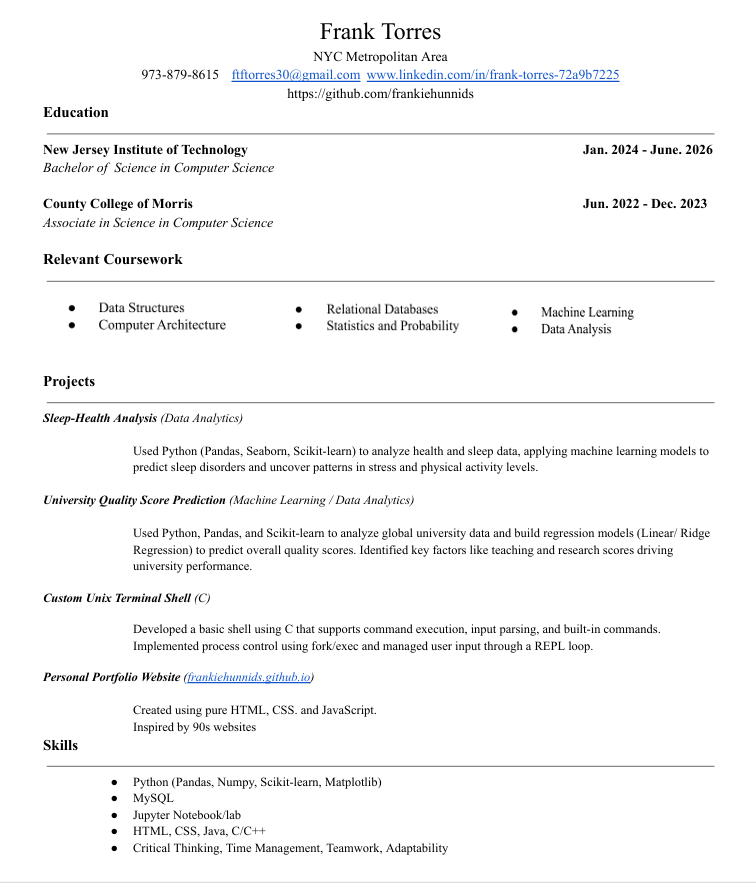 Frank Torres
NYC Metropolitan Area
973-879-8615 ftftorres30@gmail.com www.linkedin.com/in/frank-torres-72a9b7225
https://github.com/frankiehunnids
Education
New Jersey Institute of Technology Jan. 2024 - June. 2026
Bachelor of Science in Computer Science
County College of Morris Jun. 2022 - Dec. 2023
Associate in Science in Computer Science
Relevant Coursework
● Data Structures
● Computer Architecture
● Relational Databases
● Statistics and Probability
● Machine Learning
● Data Analysis
Projects
Sleep-Health Analysis (Data Analytics)
Used Python (Pandas, Seaborn, Scikit-learn) to analyze health and sleep data, applying machine learning models to
predict sleep disorders and uncover patterns in stress and physical activity levels.
University Quality Score Prediction (Machine Learning / Data Analytics)
Used Python, Pandas, and Scikit-learn to analyze global university data and build regression models (Linear/ Ridge
Regression) to predict overall quality scores. Identified key factors like teaching and research scores driving
university performance.
Custom Unix Terminal Shell (C)
Developed a basic shell using C that supports command execution, input parsing, and built-in commands.
Implemented process control using fork/exec and managed user input through a REPL loop.
Personal Portfolio Website (frankiehunnids.github.io)
Created using pure HTML, CSS. and JavaScript.
Inspired by 90s websites
Skills
● Python (Pandas, Numpy, Scikit-learn, Matplotlib)
● MySQL
● Jupyter Notebook/lab
● HTML, CSS, Java, C/C++
● Critical Thinking, Time Management, Teamwork, Adaptability